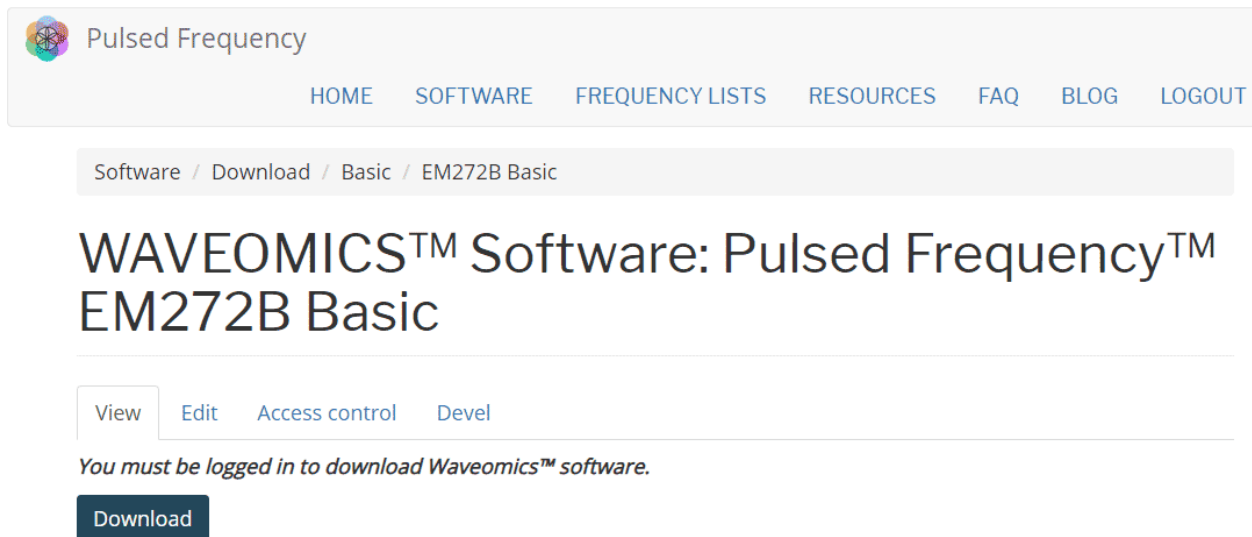 Pulsed Frequency
HOME SOFTWARE FREQUENCY LISTS RESOURCES FAQ BLOG LOGOUT
Software / Download / Basic / EM272B Basic
WAVEOMICS™ Software: Pulsed Frequency™
EM272B Basic
View Edit Access control Devel
You must be logged in to download Waveomics™ software.
Download